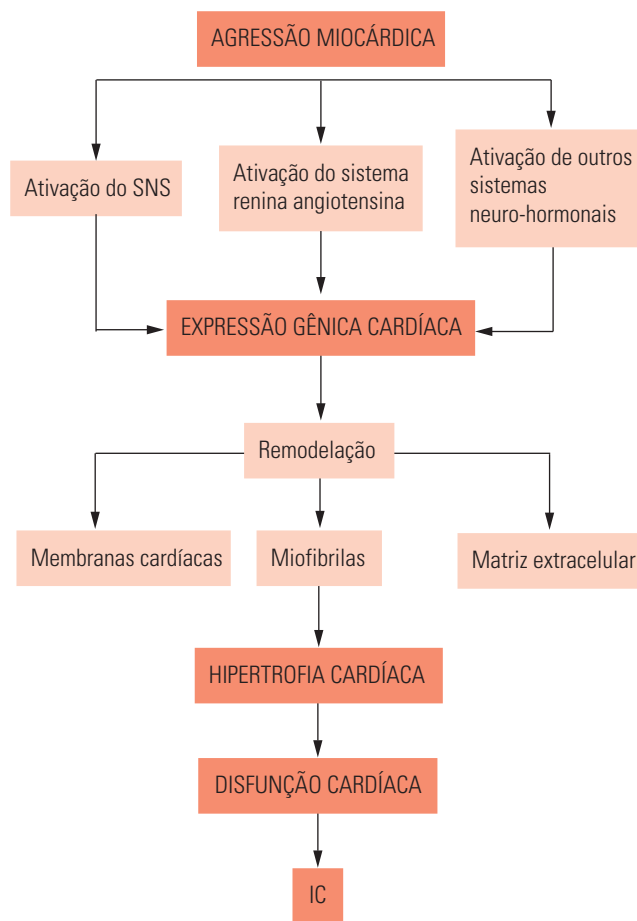 AGRESSÃO MIOCÁRDICA
Ativação do SNS
Ativação do sistema
renina angiotensina
Ativação de outros
sistemas
neuro-hormonais
EXPRESSÃO GÊNICA CARDÍACA
Remodelação
Membranas cardíacas
Miofibrilas
Matriz extracelular
HIPERTROFIA CARDÍACA
DISFUNÇÃO CARDÍACA
IC